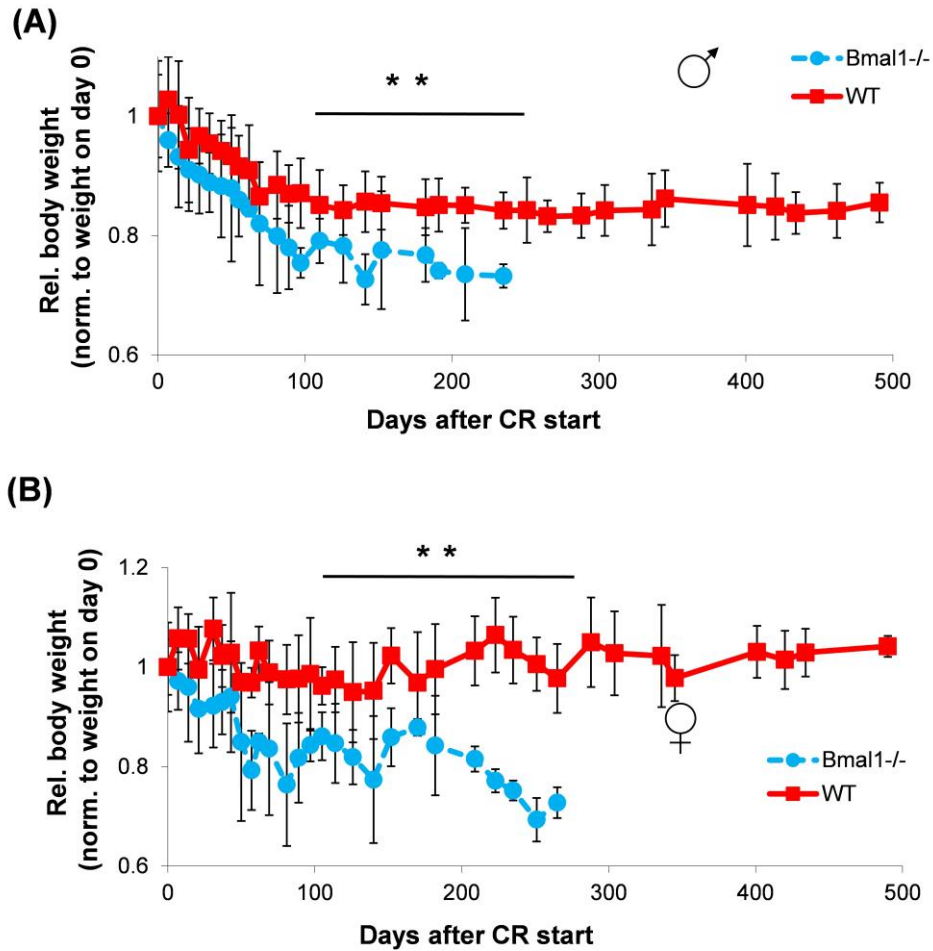 (A)
* *
Bmal1-/-
WT
Rel. body weight
(norm. to weight on day 0)
1
0.8
0.6
0 100 200 300 400 500
Days after CR start
(B)
* *
Rel. body weight
(norm. to weight on day 0)
1.2
1
0.8
0.6
Bmal1-/-
WT
0 100 200 300 400 500
Days after CR start